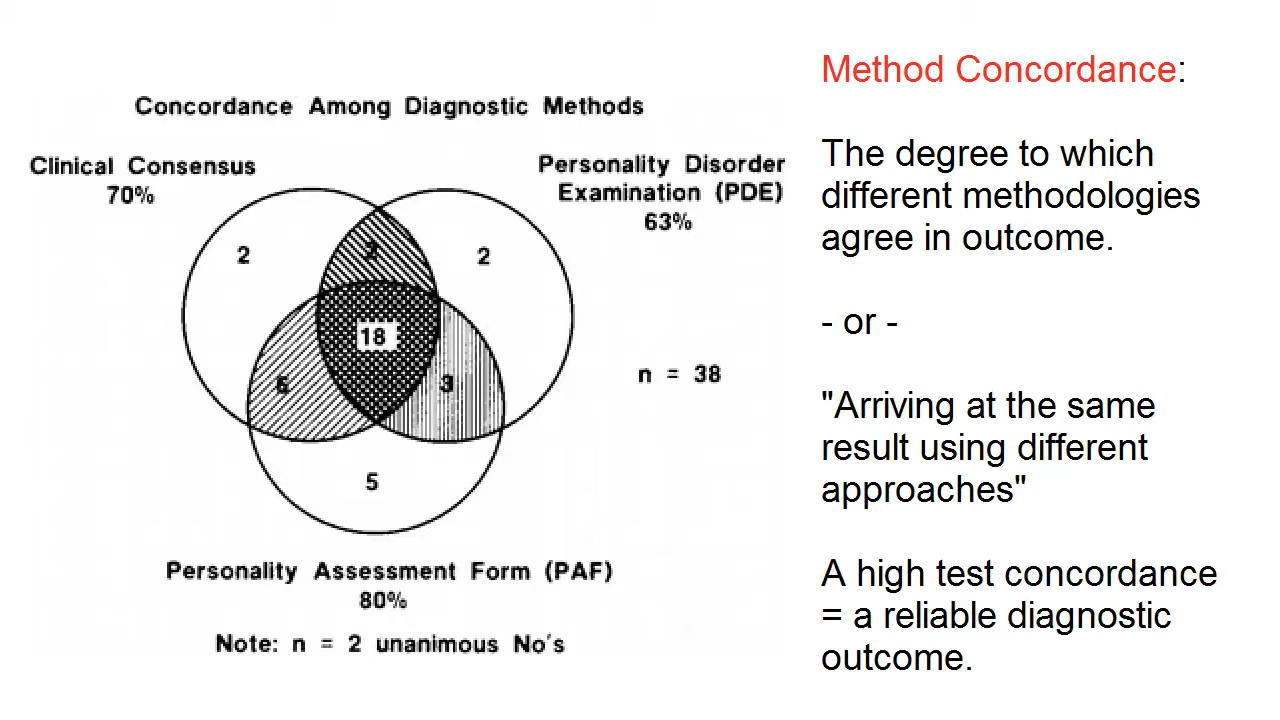 Concordance Among Diagnostic Methods
Clinical Consensus
70%
Personality Disorder
Examination (PDE)
63%
2
2
2
18
6
3
n = 38
5
Personality Assessment Form (PAF)
80%
Note: n = 2 unanimous No's
Method Concordance:
The degree to which
different methodologies
agree in outcome.
- or -
"Arriving at the same
result using different
approaches"
A high test concordance
= a reliable diagnostic
outcome.